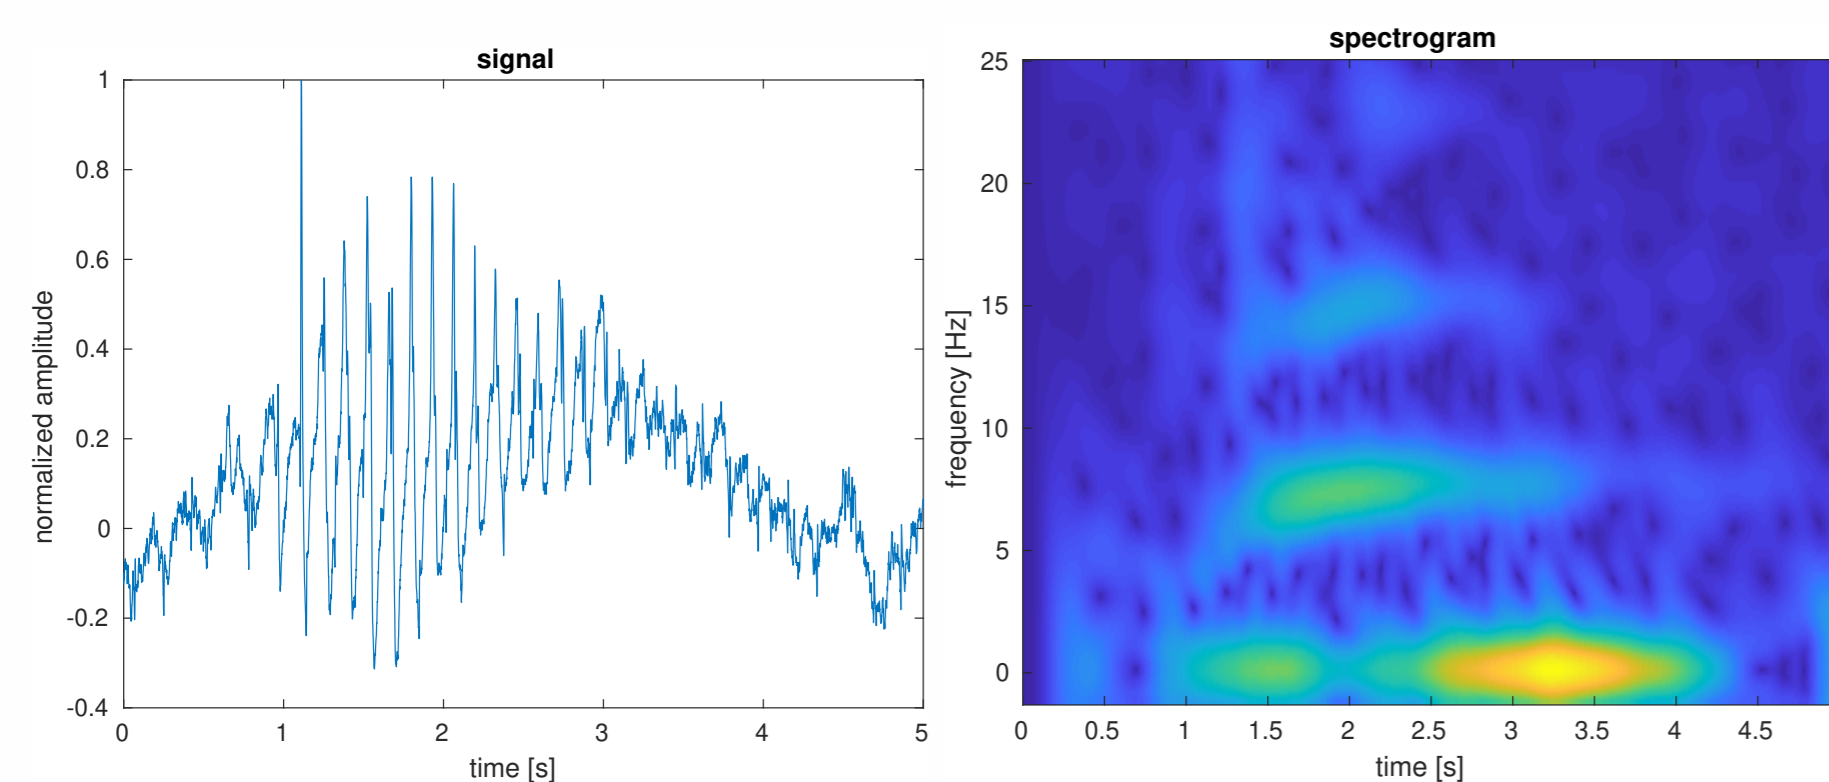 signal
normalized amplitude
1
0.8
0.6
0.4
0.2
0
-0.2
-0.4
0 1 2 3 4 5
time [s]
spectrogram
frequency [Hz]
25
20
15
10
5
0
0 0.5 1 1.5 2 2.5 3 3.5 4 4.5
time [s]